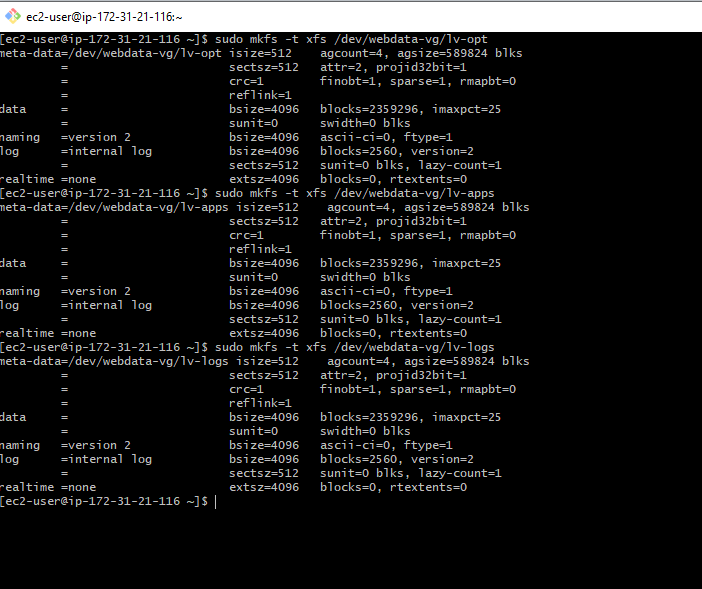 ec2-user@ip-172-31-21-116:~
[ec2-user@ip-172-31-21-116 ~]$ sudo mkfs -t xfs /dev/webdata-vg/lv-opt
meta-data=/dev/webdata-vg/lv-opt isize=512    agcount=4, agsize=589824 blks
         =                       sectsz=512   attr=2, projid32bit=1
         =                       crc=1        finobt=1, sparse=1, rmapbt=0
         =                       reflink=1
data     =                       bsize=4096   blocks=2359296, imaxpct=25
         =                       sunit=0      swidth=0 blks
naming   =version 2              bsize=4096   ascii-ci=0, ftype=1
log      =internal log           bsize=4096   blocks=2560, version=2
         =                       sectsz=512   sunit=0 blks, lazy-count=1
realtime =none                   extsz=4096   blocks=0, rtextents=0
[ec2-user@ip-172-31-21-116 ~]$ sudo mkfs -t xfs /dev/webdata-vg/lv-apps
meta-data=/dev/webdata-vg/lv-apps isize=512    agcount=4, agsize=589824 blks
         =                       sectsz=512   attr=2, projid32bit=1
         =                       crc=1        finobt=1, sparse=1, rmapbt=0
         =                       reflink=1
data     =                       bsize=4096   blocks=2359296, imaxpct=25
         =                       sunit=0      swidth=0 blks
naming   =version 2              bsize=4096   ascii-ci=0, ftype=1
log      =internal log           bsize=4096   blocks=2560, version=2
         =                       sectsz=512   sunit=0 blks, lazy-count=1
realtime =none                   extsz=4096   blocks=0, rtextents=0
[ec2-user@ip-172-31-21-116 ~]$ sudo mkfs -t xfs /dev/webdata-vg/lv-logs
meta-data=/dev/webdata-vg/lv-logs isize=512    agcount=4, agsize=589824 blks
         =                       sectsz=512   attr=2, projid32bit=1
         =                       crc=1        finobt=1, sparse=1, rmapbt=0
         =                       reflink=1
data     =                       bsize=4096   blocks=2359296, imaxpct=25
         =                       sunit=0      swidth=0 blks
naming   =version 2              bsize=4096   ascii-ci=0, ftype=1
log      =internal log           bsize=4096   blocks=2560, version=2
         =                       sectsz=512   sunit=0 blks, lazy-count=1
realtime =none                   extsz=4096   blocks=0, rtextents=0
[ec2-user@ip-172-31-21-116 ~]$